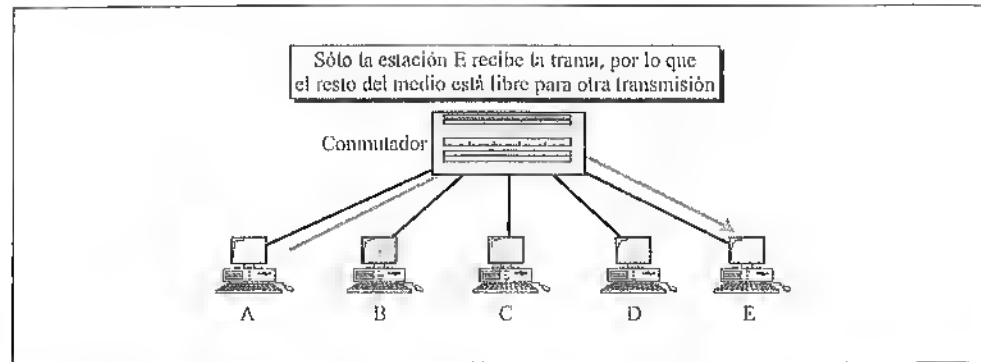 Sólo la estación E recibe la trama, por lo que
el resto del medio está libre para otra transmisión
Conmutador
A B C D E